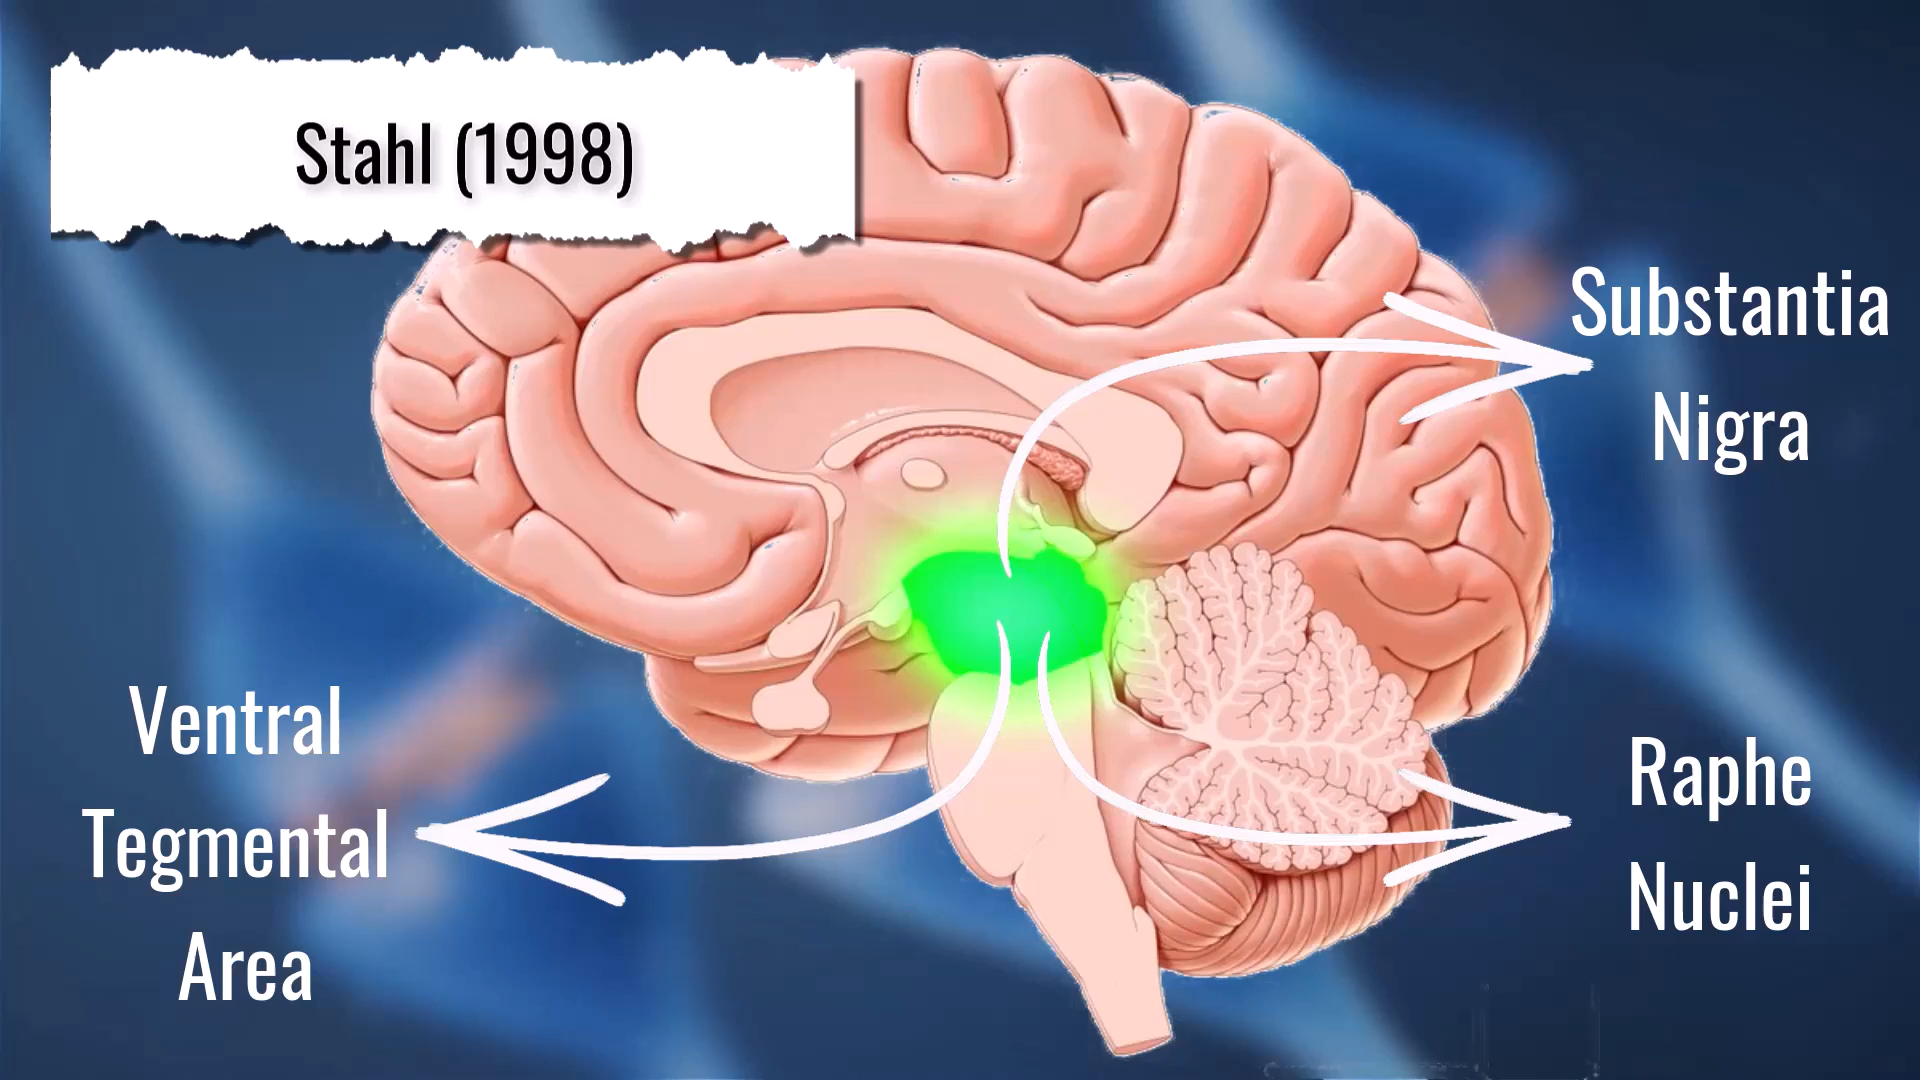 Stahl (1998)
Substantia
Nigra
Ventral
Tegmental
Area
Raphe
Nuclei